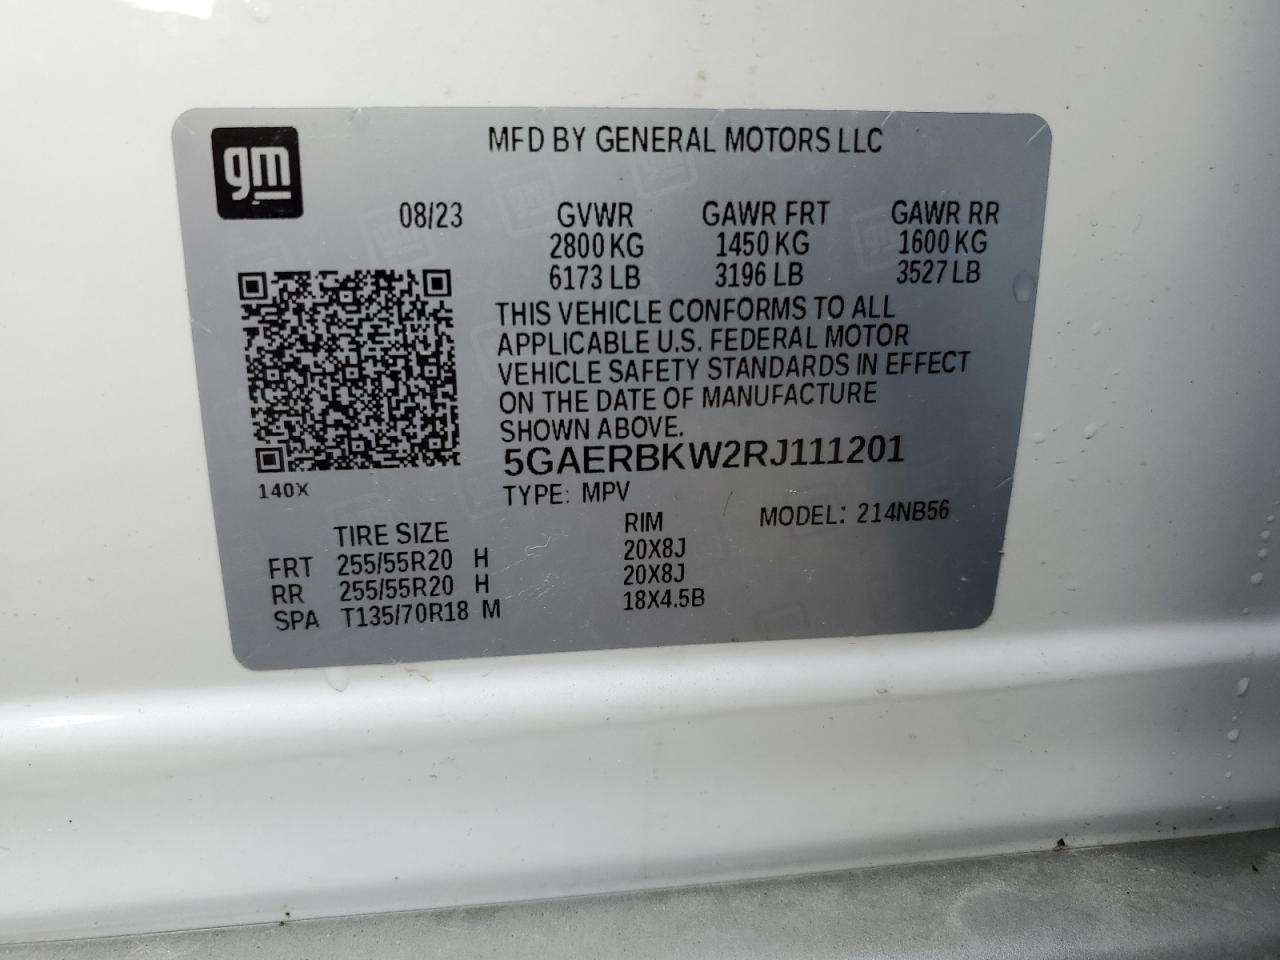 gm
MFD BY GENERAL MOTORS LLC
08/23 GVWR GAWR FRT GAWR RR
2800 KG 1450 KG 1600 KG
6173 LB 3196 LB 3527 LB
THIS VEHICLE CONFORMS TO ALL
APPLICABLE U.S. FEDERAL MOTOR
VEHICLE SAFETY STANDARDS IN EFFECT
ON THE DATE OF MANUFACTURE
SHOWN ABOVE.
5GAERBKW2RJ111201
140X
TYPE: MPV
MODEL: 214NB56
TIRE SIZE RIM
FRT 255/55R20 H 20X8J
RR 255/55R20 H 20X8J
SPA T135/70R18 M 18X4.5B